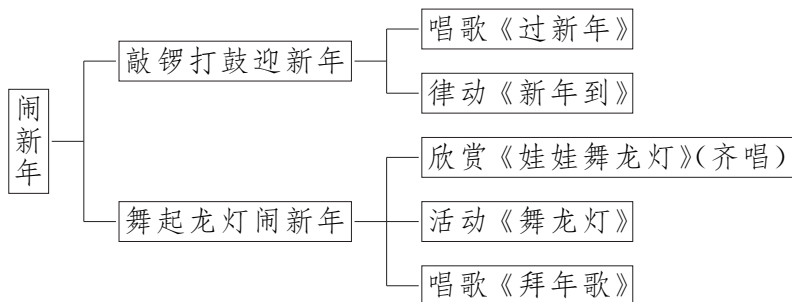 闹新年
敲锣打鼓迎新年
唱歌《过新年》
律动《新年到》
舞起龙灯闹新年
欣赏《娃娃舞龙灯》(齐唱)
活动《舞龙灯》
唱歌《拜年歌》